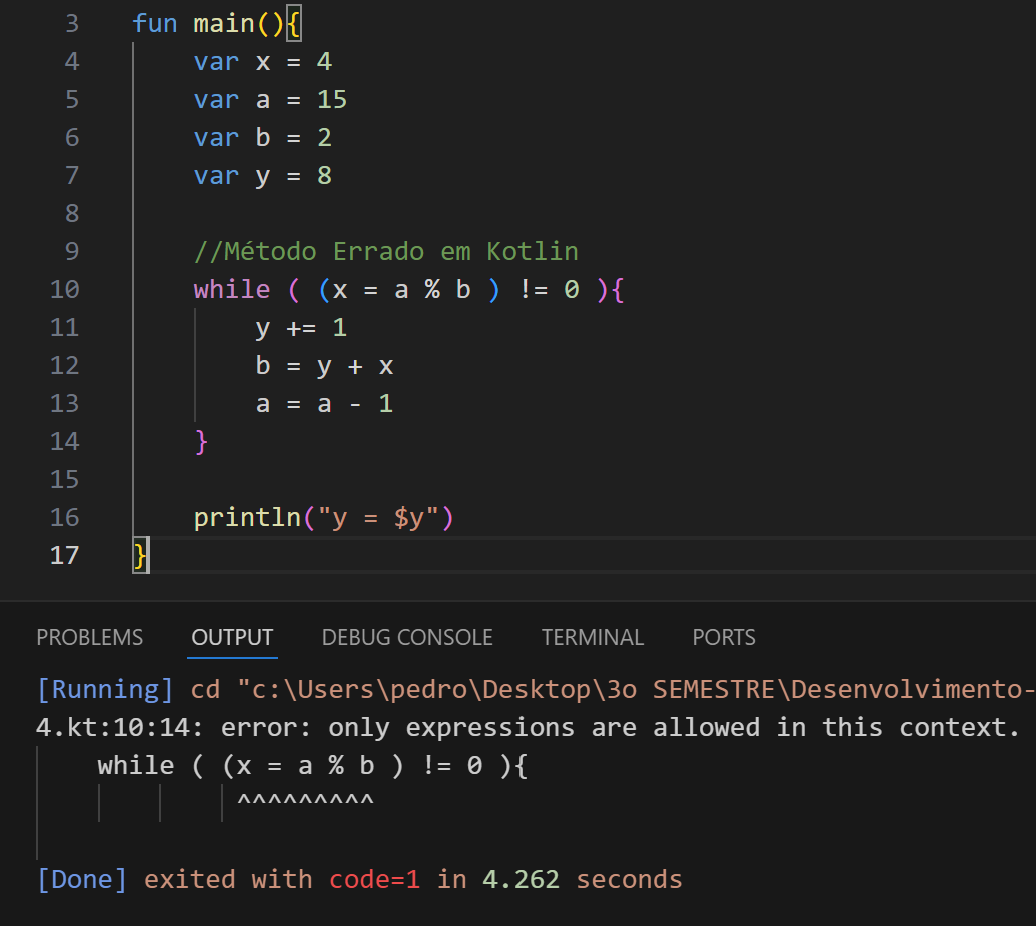 3 fun main(){
4 var x = 4
5 var a = 15
6 var b = 2
7 var y = 8
8
9 //Método Errado em Kotlin
10 while ( (x = a % b ) != 0 ){
11 y += 1
12 b = y + x
13 a = a - 1
14 }
15
16 println("y = $y")
17 }
PROBLEMS OUTPUT DEBUG CONSOLE TERMINAL PORTS
[Running] cd "c:\Users\pedro\Desktop\3o SEMESTRE\Desenvolvimento-
4.kt:10:14: error: only expressions are allowed in this context.
while ( (x = a % b ) != 0 ){
^^^^^^^^^
[Done] exited with code=1 in 4.262 seconds